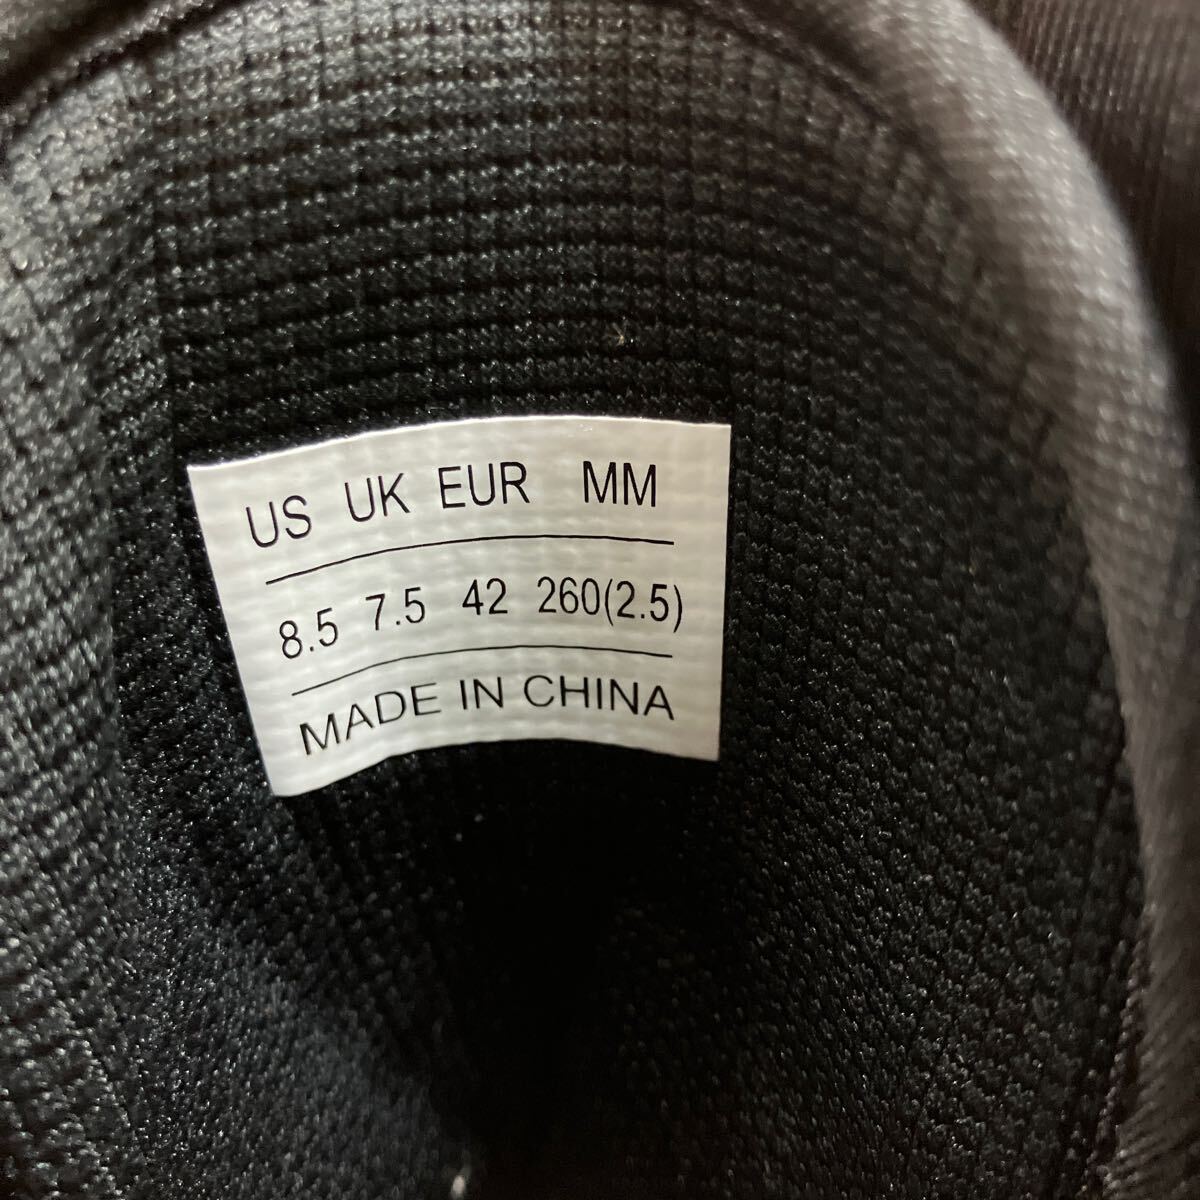 US UK EUR MM
8.5 7.5 42 260(2.5)
MADE IN CHINA